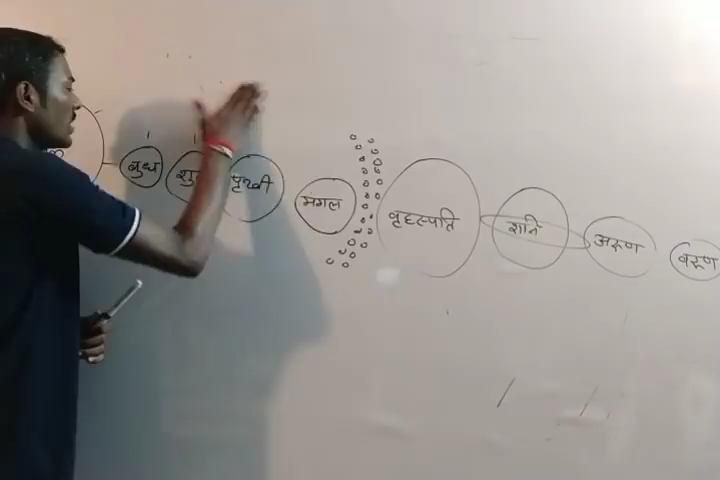 बुध
पृथ्वी
मंगल
वृहस्पति
शनि
अरूण
वरूण